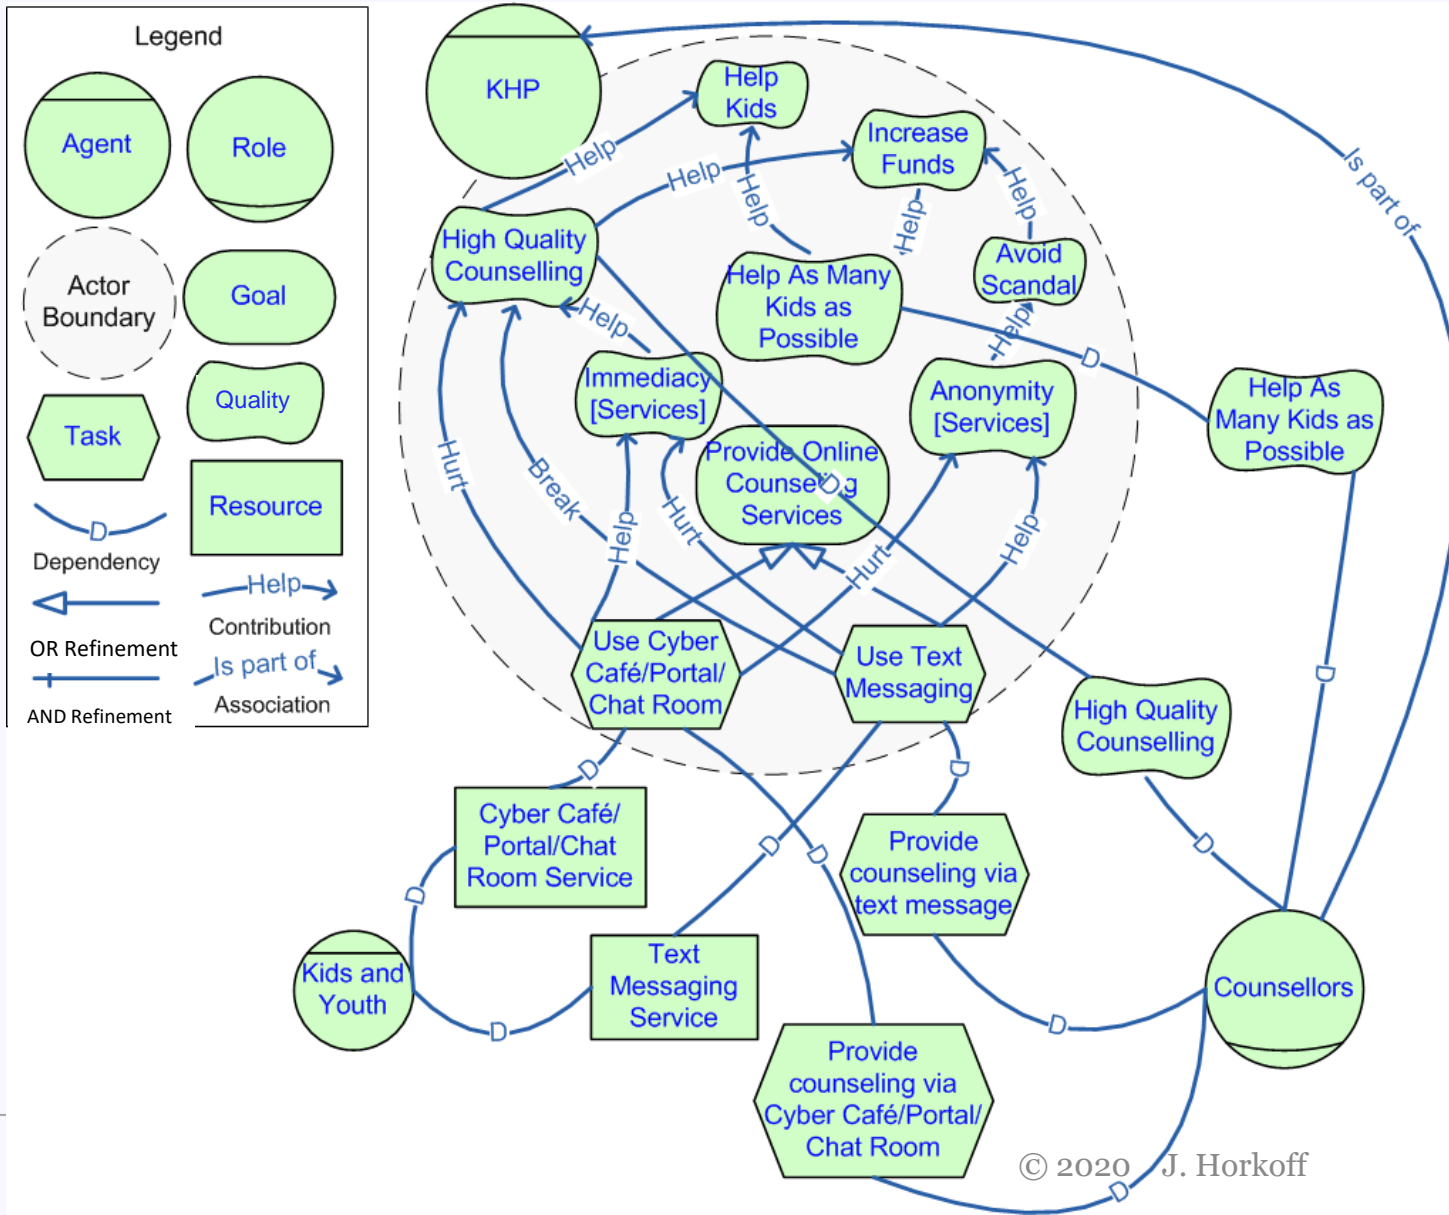 Legend
Agent
Role
Actor
Boundary
Goal
Quality
Task
Resource
D
Dependency
Help
Contribution
OR Refinement
Is part of
Association
AND Refinement
KHP
Help
Kids
Increase
Funds
Help
Help
Help
Help
Help
Is part of
High Quality
Counselling
Help As Many
Kids as
Possible
Avoid
Scandal
Help
Help
D
Immediacy
[Services]
Anonymity
[Services]
Help As
Many Kids as
Possible
Provide Online
Counseling
Services
D
Hurt
Break
Help
Hurt
Hurt
Help
Use Cyber
Café/Portal/
Chat Room
Use Text
Messaging
D
High Quality
Counselling
D
D
D
D
D
Cyber Café/
Portal/Chat
Room Service
Provide
counseling via
text message
D
Kids and
Youth
Text
Messaging
Service
Counsellors
D
D
Provide
counseling via
Cyber Café/Portal/
Chat Room
D
© 2020 J. Horkoff